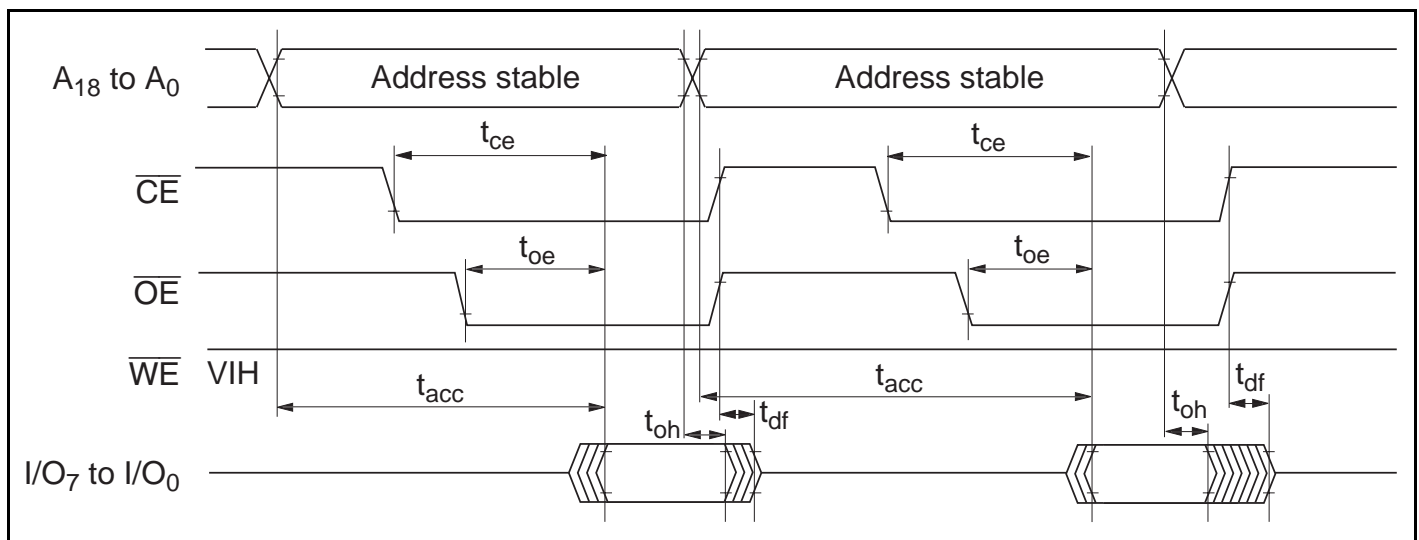 A18 to A0
Address stable
Address stable
tce
tce
CE
toe
toe
OE
WE VIH
tacc
tacc
tdf
toh
tdf
toh
I/O7 to I/O0